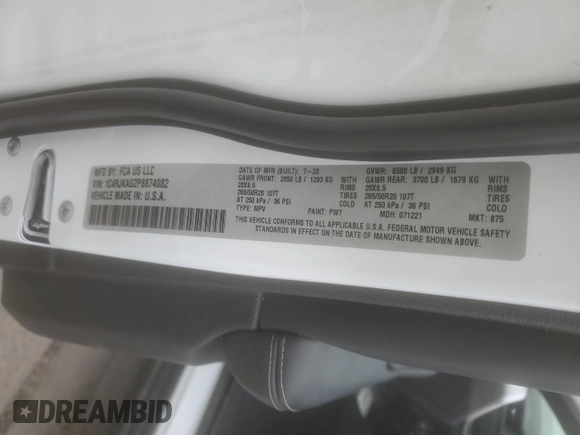 MFD BY: FCA US LLC
VIN: 1C4RJKAG2P8874082
VEHICLE MADE IN: U.S.A.
DATE OF MFR (BUILT): 7-22
GAWR FRONT: 2850 LB / 1293 KG WITH
20X8.5 RIMS
265/50R20 107T TIRES
AT 250 kPa / 36 PSI COLD
TYPE: MPV PAINT: PW7
GVWR: 6500 LB / 2949 KG
GAWR REAR: 3700 LB / 1679 KG WITH
20X8.5 RIMS
265/50R20 107T TIRES
AT 250 kPa / 36 PSI COLD
MDH: 071221 MKT: 875
THIS VEHICLE CONFORMS TO ALL APPLICABLE U.S.A. FEDERAL MOTOR VEHICLE SAFETY
STANDARDS IN EFFECT ON THE DATE OF MANUFACTURE SHOWN ABOVE.
DREAMBID